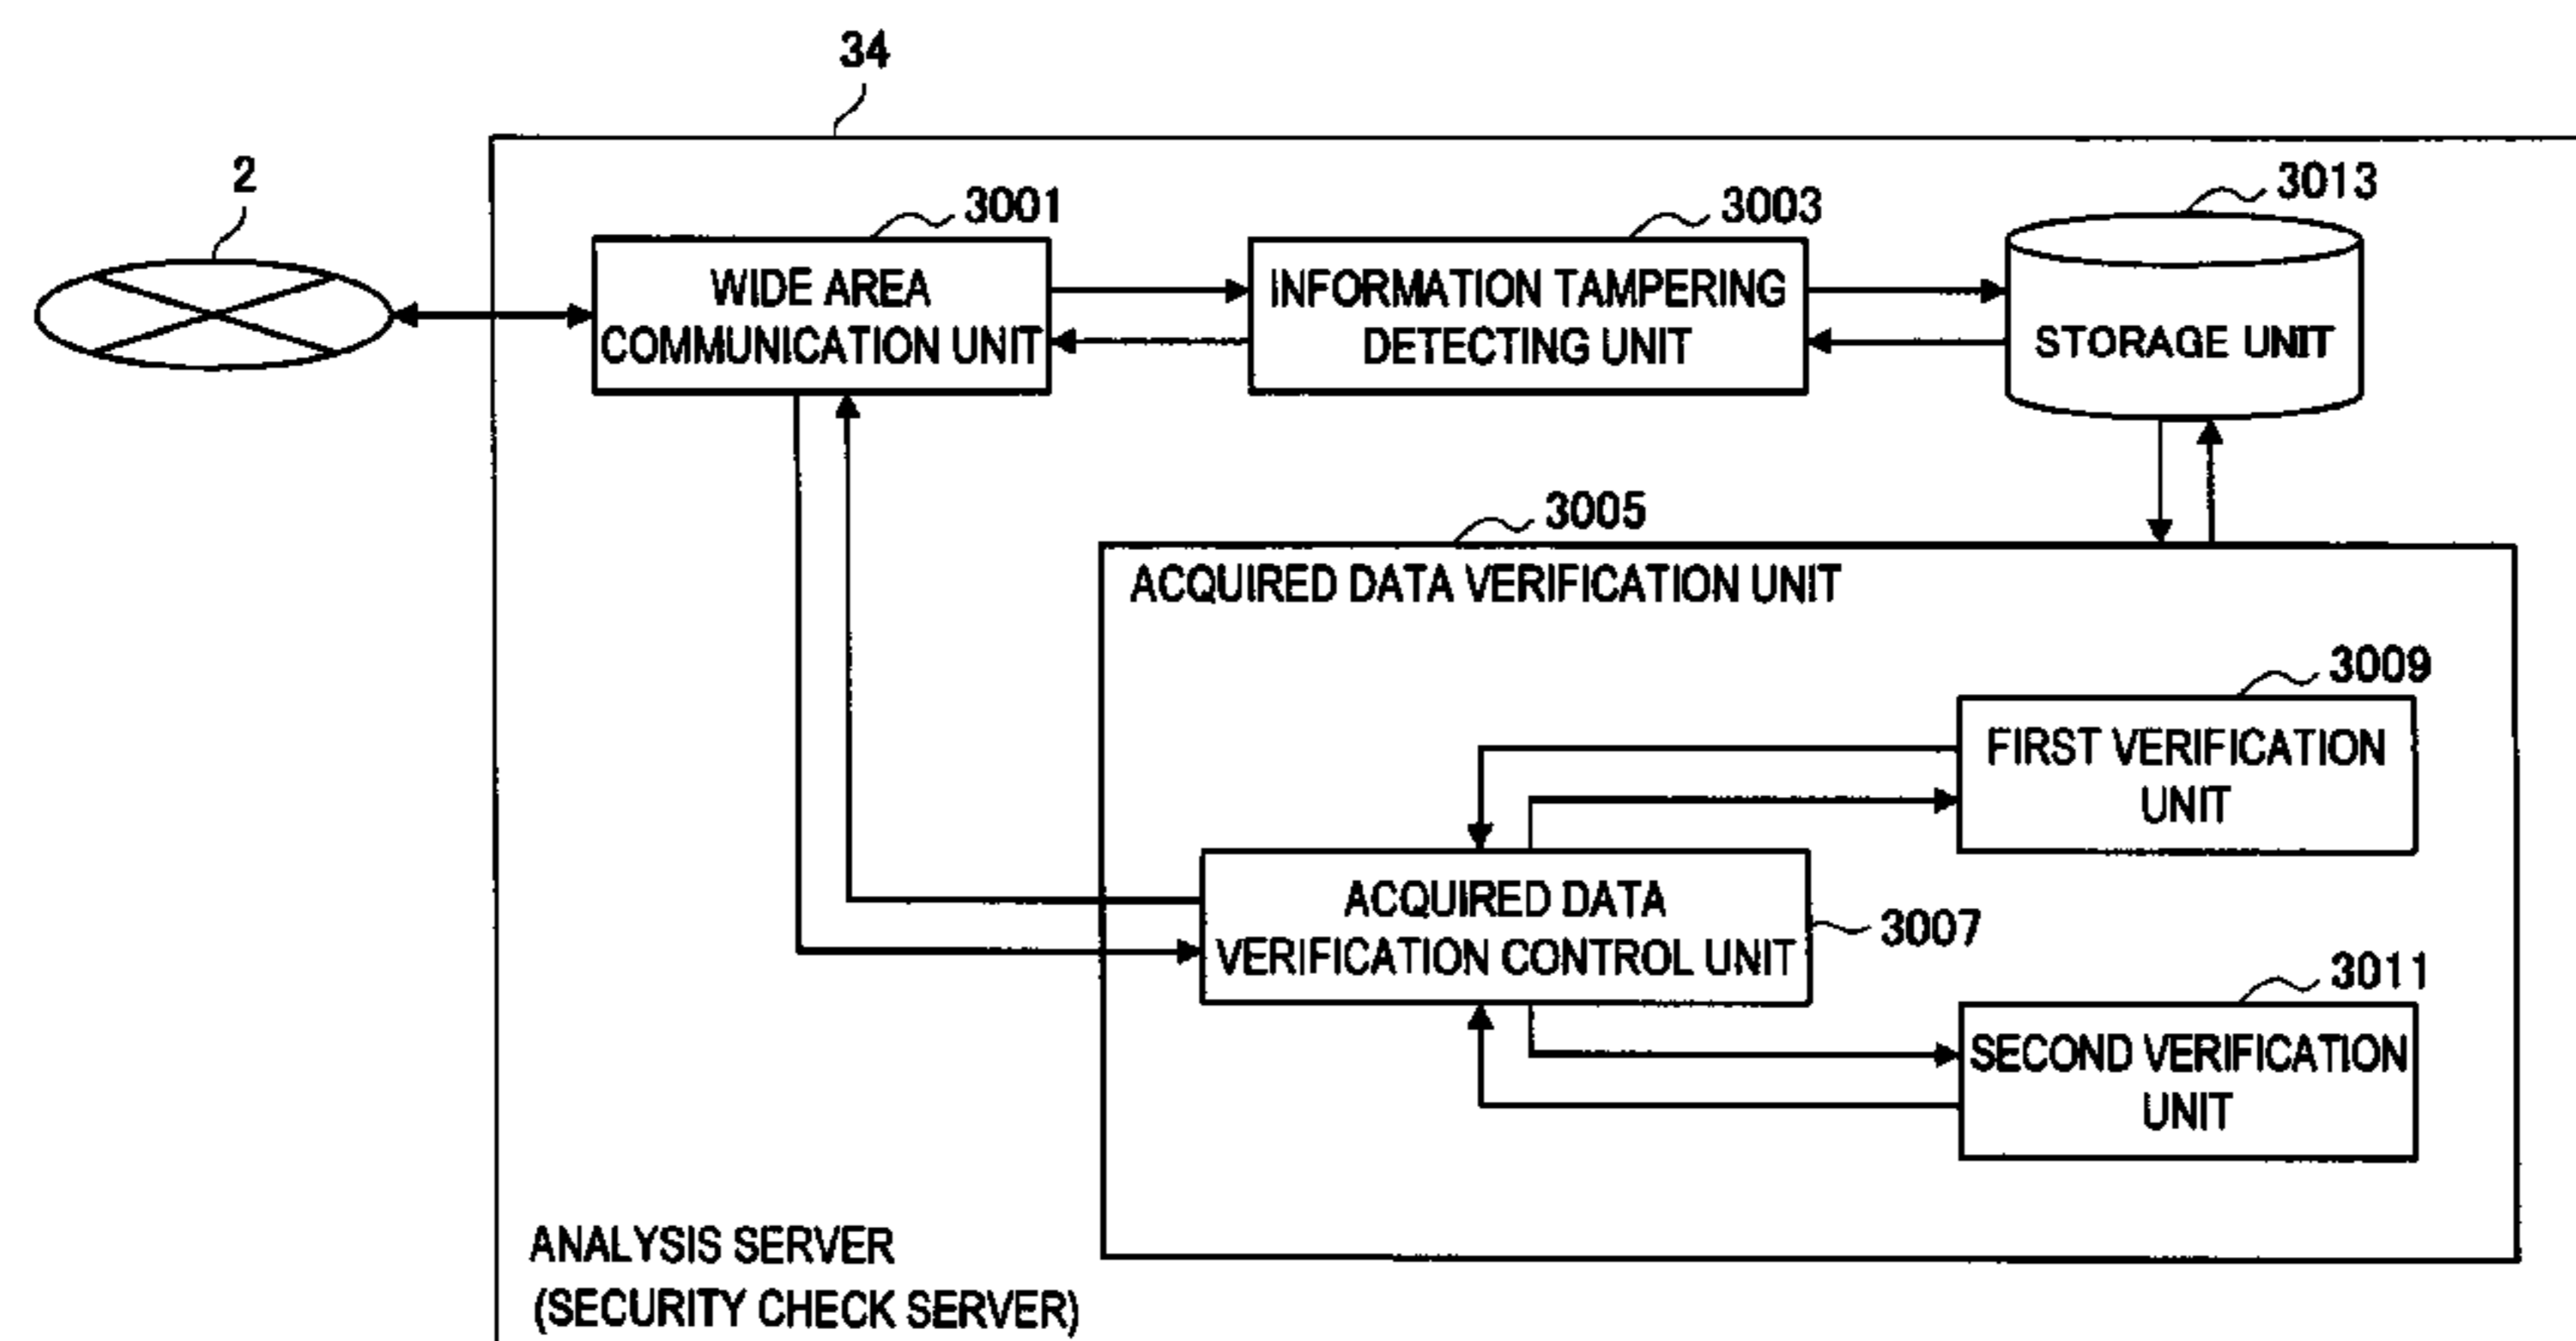 34
2
3001
3003
3013
WIDE AREA
COMMUNICATION UNIT
INFORMATION TAMPERING
DETECTING UNIT
STORAGE UNIT
3005
ACQUIRED DATA VERIFICATION UNIT
3009
FIRST VERIFICATION
UNIT
ACQUIRED DATA
VERIFICATION CONTROL UNIT
3007
3011
SECOND VERIFICATION
UNIT
ANALYSIS SERVER
(SECURITY CHECK SERVER)